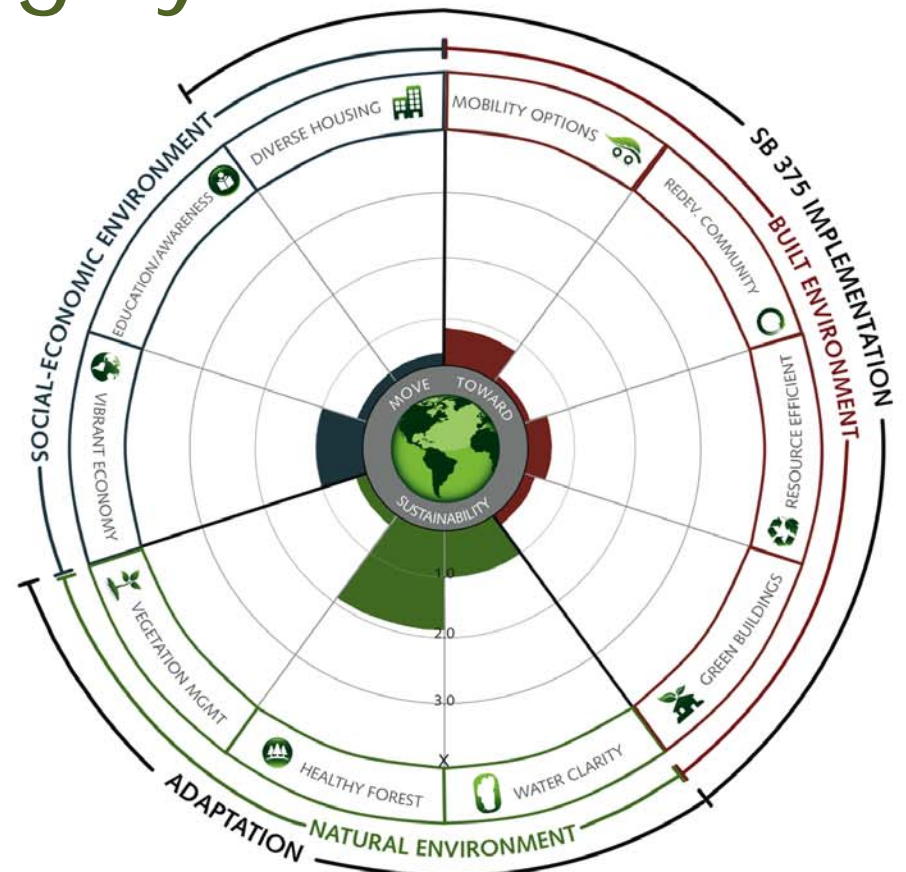 gy
SB 375 IMPLEMENTATION
BUILT ENVIRONMENT
SOCIAL-ECONOMIC ENVIRONMENT
DIVERSE HOUSING
MOBILITY OPTIONS
EDUCATION/AWARENESS
REDEV. COMMUNITY
VIBRANT ECONOMY
RESOURCE EFFICIENT
MOVE TOWARD
SUSTAINABILITY
1.0
2.0
3.0
X
VEGETATION MGMT
GREEN BUILDINGS
HEALTHY FOREST
WATER CLARITY
ADAPTATION
NATURAL ENVIRONMENT